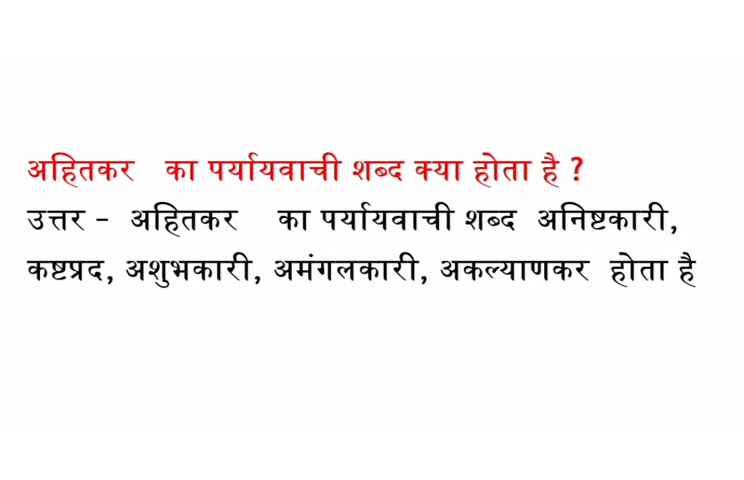 अहितकर का पर्यायवाची शब्द क्या होता है ?
उत्तर - अहितकर का पर्यायवाची शब्द अनिष्टकारी,
कष्टप्रद, अशुभकारी, अमंगलकारी, अकल्याणकर होता है